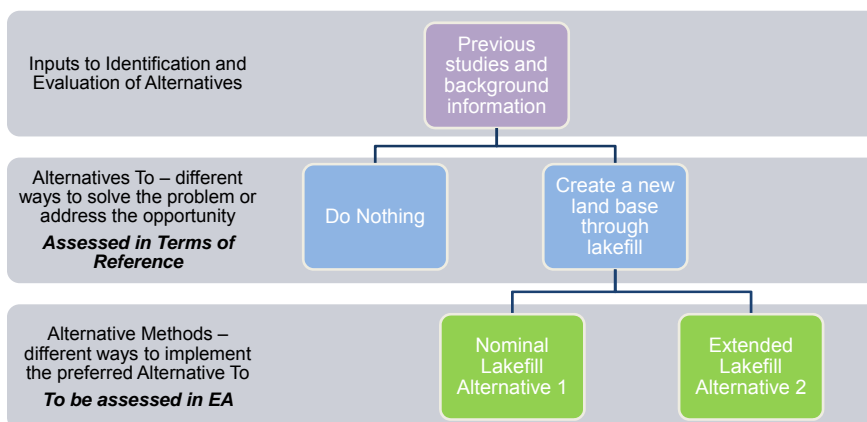 Inputs to Identification and
Evaluation of Alternatives
Previous
studies and
background
information
Alternatives To – different
ways to solve the problem or
address the opportunity
Assessed in Terms of
Reference
Do Nothing
Create a new
land base
through
lakefill
Alternative Methods –
different ways to implement
the preferred Alternative To
To be assessed in EA
Nominal
Lakefill
Alternative 1
Extended
Lakefill
Alternative 2